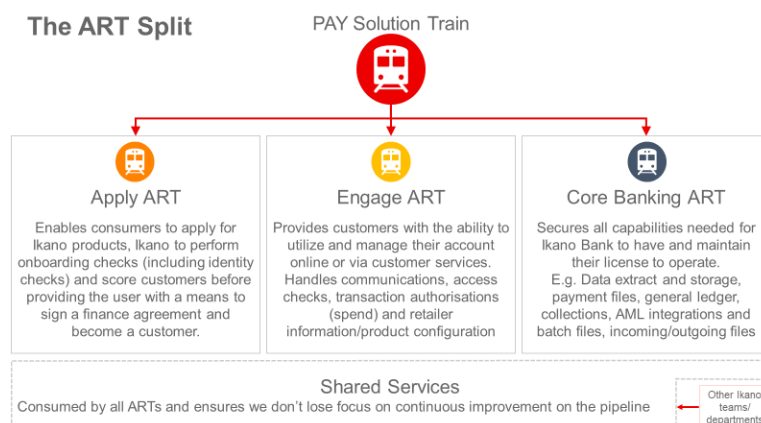 The ART Split
PAY Solution Train
Apply ART
Enables consumers to apply for
Ikano products, Ikano to perform
onboarding checks (including identity
checks) and score customers before
providing the user with a means to
sign a finance agreement and
become a customer.
Engage ART
Provides customers with the ability to
utilize and manage their account
online or via customer services.
Handles communications, access
checks, transaction authorisations
(spend) and retailer
information/product configuration
Core Banking ART
Secures all capabilities needed for
Ikano Bank to have and maintain
their license to operate.
E.g. Data extract and storage,
payment files, general ledger,
collections, AML integrations and
batch files, incoming/outgoing files
Shared Services
Consumed by all ARTs and ensures we don't lose focus on continuous improvement on the pipeline
Other Ikano
teams/
departments